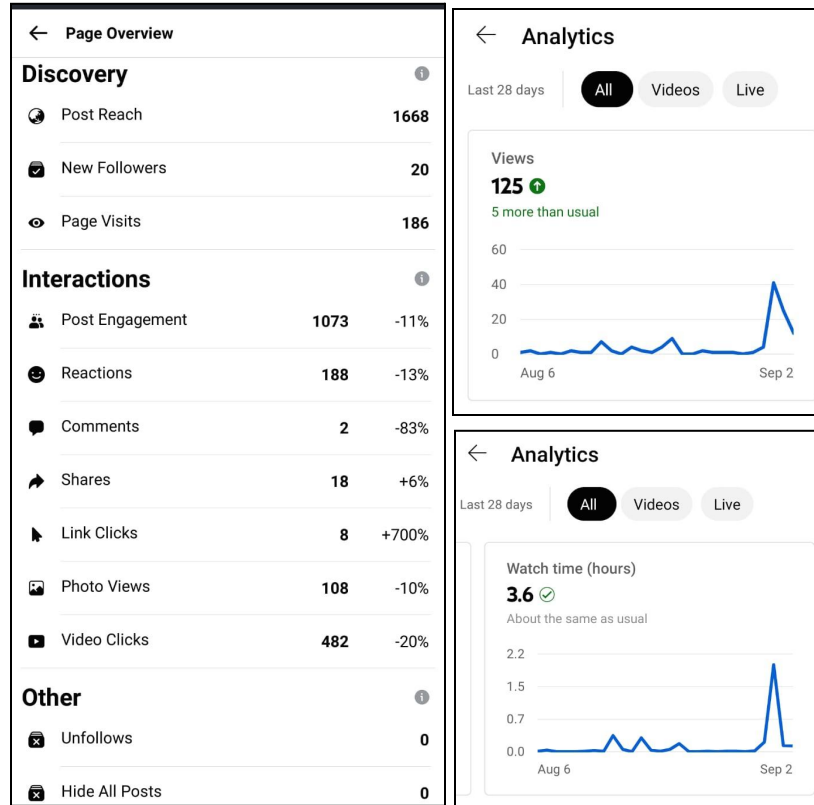 Page Overview
Discovery
Post Reach 1668
New Followers 20
Page Visits 186
Interactions
Post Engagement 1073 -11%
Reactions 188 -13%
Comments 2 -83%
Shares 18 +6%
Link Clicks 8 +700%
Photo Views 108 -10%
Video Clicks 482 -20%
Other
Unfollows 0
Hide All Posts 0
Analytics
Last 28 days All Videos Live
Views
125
5 more than usual
60
40
20
0
Aug 6 Sep 2
Analytics
Last 28 days All Videos Live
Watch time (hours)
3.6
About the same as usual
2.2
1.5
0.7
0.0
Aug 6 Sep 2